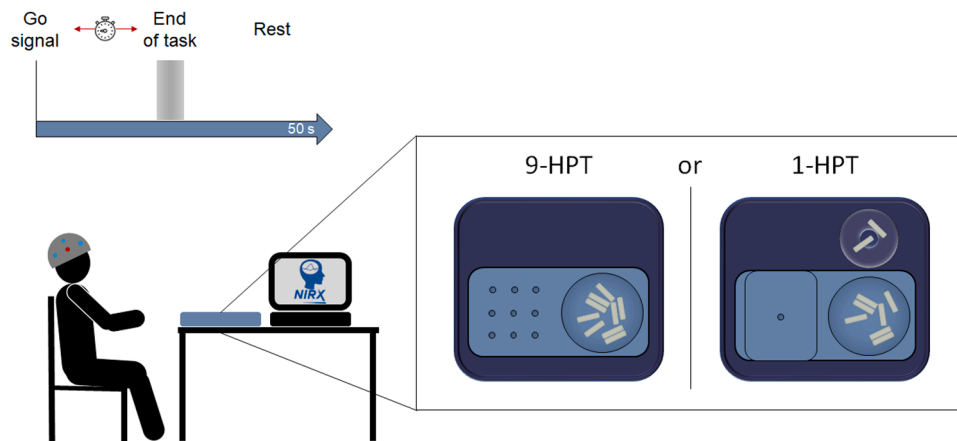 Go
signal
End
of task
Rest
50 s
9-HPT
or
1-HPT
NIRX